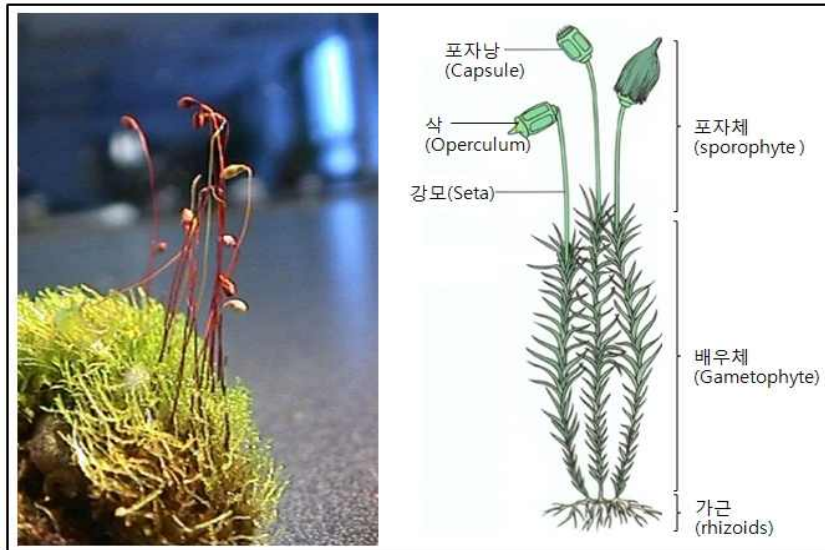 포자낭
(Capsule)
삭
(Operculum)
강모(Seta)
포자체
(sporophyte )
배우체
(Gametophyte)
가근
(rhizoids)